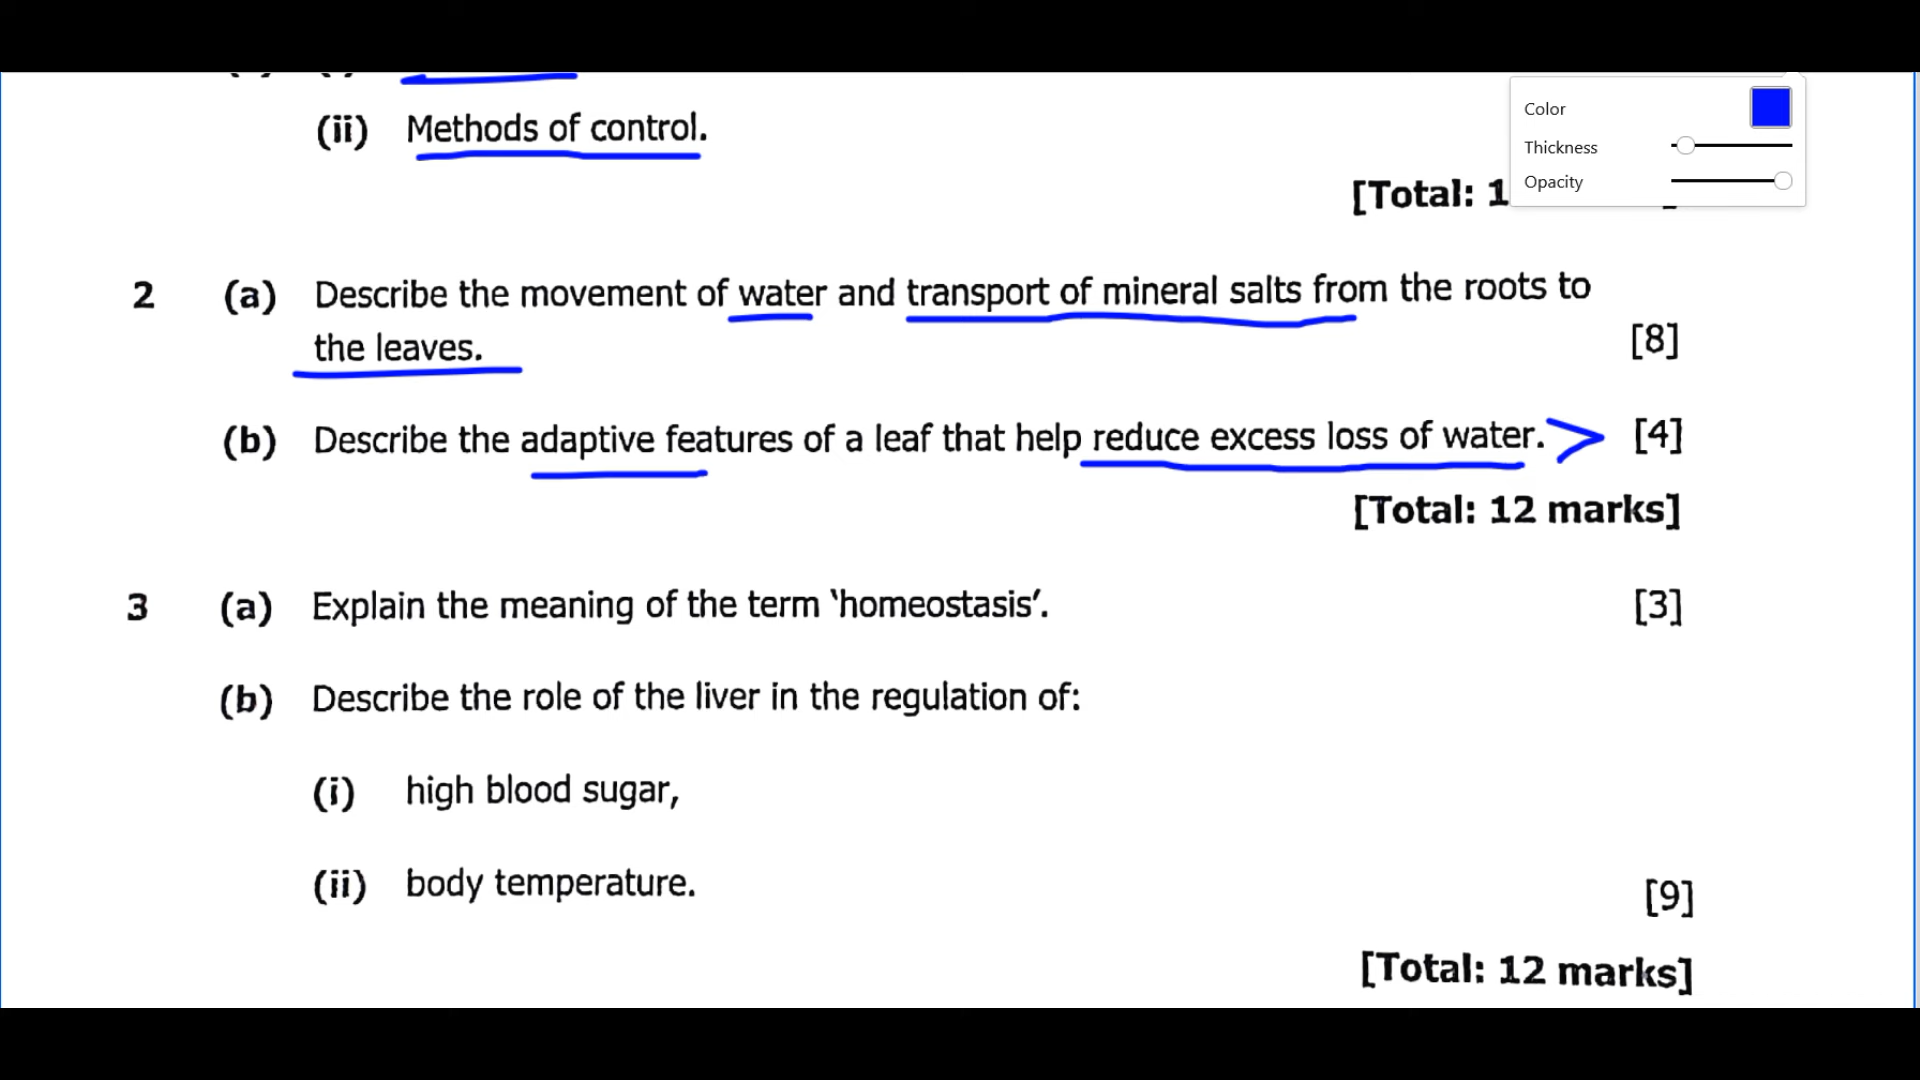 (ii) Methods of control.
Color
Thickness
Opacity
[Total: 1
2 (a) Describe the movement of water and transport of mineral salts from the roots to
the leaves. [8]
(b) Describe the adaptive features of a leaf that help reduce excess loss of water. > [4]
[Total: 12 marks]
3 (a) Explain the meaning of the term ‘homeostasis’. [3]
(b) Describe the role of the liver in the regulation of:
(i) high blood sugar,
(ii) body temperature. [9]
[Total: 12 marks]